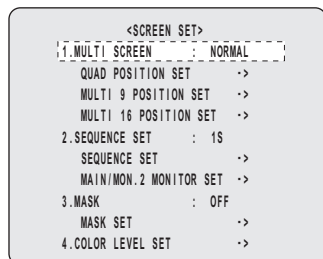 <SCREEN SET>
1.MULTI SCREEN : NORMAL
QUAD POSITION SET ->
MULTI 9 POSITION SET ->
MULTI 16 POSITION SET ->
2.SEQUENCE SET : 1S
SEQUENCE SET ->
MAIN/MON.2 MONITOR SET ->
3.MASK : OFF
MASK SET ->
4.COLOR LEVEL SET ->